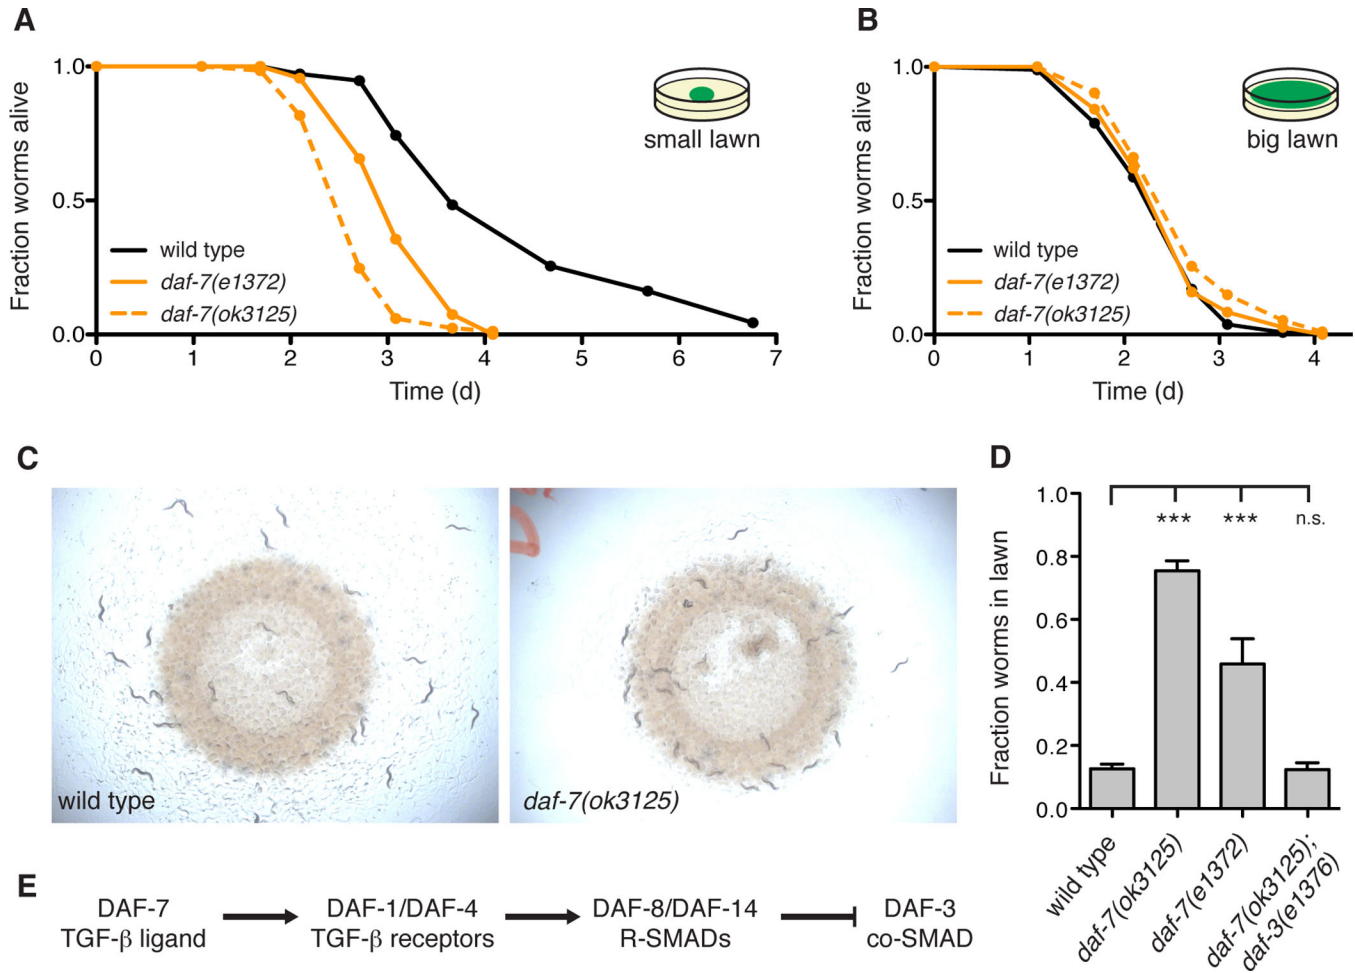 A
1.0
0.5
0.0
Fraction worms alive
0 1 2 3 4 5 6 7
Time (d)
wild type
daf-7(e1372)
daf-7(ok3125)
small lawn
B
1.0
0.5
0.0
Fraction worms alive
0 1 2 3 4
Time (d)
wild type
daf-7(e1372)
daf-7(ok3125)
big lawn
C
wild type
daf-7(ok3125)
D
1.0
0.8
0.6
0.4
0.2
0.0
Fraction worms in lawn
*** *** n.s.
wild type
daf-7(ok3125)
daf-7(e1372)
daf-7(ok3125);
daf-3(e1376)
E
DAF-7
TGF-β ligand
DAF-1/DAF-4
TGF-β receptors
DAF-8/DAF-14
R-SMADs
DAF-3
co-SMAD